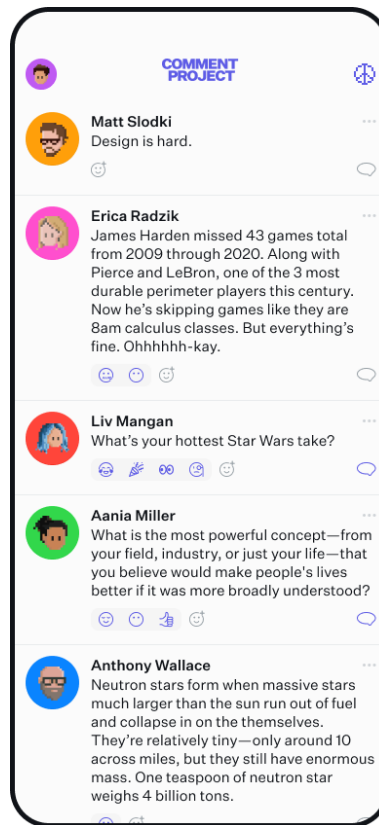 COMMENT
PROJECT
Matt Slodki
Design is hard.
Erica Radzik
James Harden missed 43 games total
from 2009 through 2020. Along with
Pierce and LeBron, one of the 3 most
durable perimeter players this century.
Now he’s skipping games like they are
8am calculus classes. But everything’s
fine. Ohhhhhh-kay.
Liv Mangan
What’s your hottest Star Wars take?
Aania Miller
What is the most powerful concept—from
your field, industry, or just your life—that
you believe would make people's lives
better if it was more broadly understood?
Anthony Wallace
Neutron stars form when massive stars
much larger than the sun run out of fuel
and collapse in on the themselves.
They’re relatively tiny—only around 10
across miles, but they still have enormous
mass. One teaspoon of neutron star
weighs 4 billion tons.